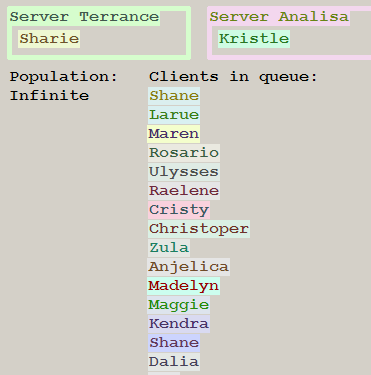 Server Terrance
Sharie
Server Analisa
Kristle
Population:
Infinite
Clients in queue:
Shane
Larue
Maren
Rosario
Ulysses
Raelene
Cristy
Christoper
Zula
Anjelica
Madelyn
Maggie
Kendra
Shane
Dalia